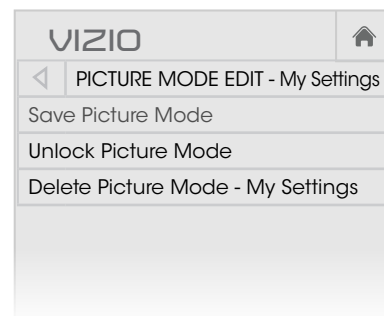 VIZIO
PICTURE MODE EDIT - My Settings
Save Picture Mode
Unlock Picture Mode
Delete Picture Mode - My Settings